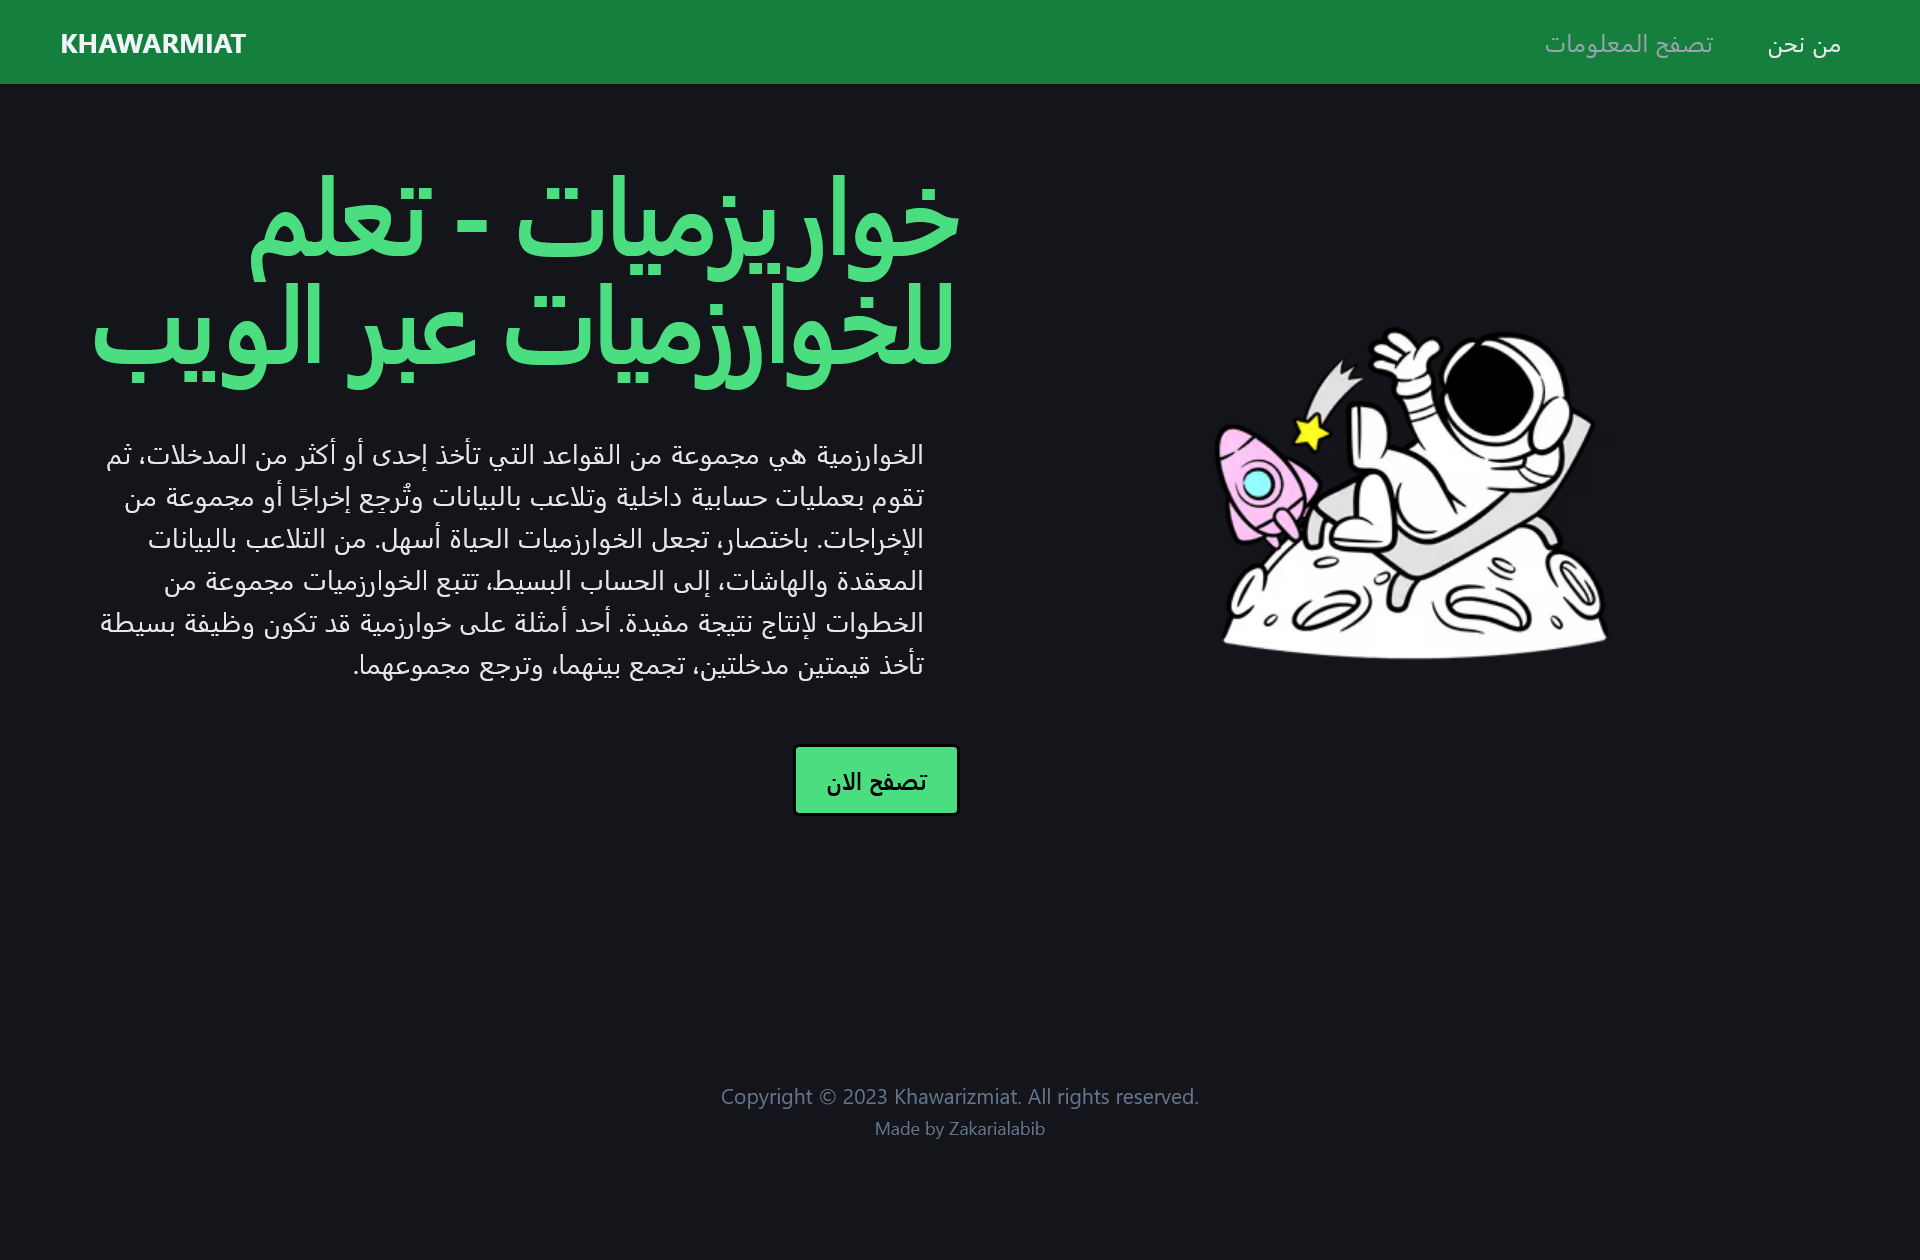 KHAWARMIAT
من نحن
تصفح المعلومات
خواريزميات - تعلم
للخوارزميات عبر الويب
الخوارزمية هي مجموعة من القواعد التي تأخذ إحدى أو أكثر من المدخلات، ثم
تقوم بعمليات حسابية داخلية وتلاعب بالبيانات وتُرجِع إخراجًا أو مجموعة من
الإخراجات. باختصار، تجعل الخوارزميات الحياة أسهل. من التلاعب بالبيانات
المعقدة والهاشات، إلى الحساب البسيط، تتبع الخوارزميات مجموعة من
الخطوات لإنتاج نتيجة مفيدة. أحد أمثلة على خوارزمية قد تكون وظيفة بسيطة
تأخذ قيمتين مدخلتين، تجمع بينهما، وترجع مجموعهما.
تصفح الان
Copyright © 2023 Khawarizmiat. All rights reserved.
Made by Zakarialabib